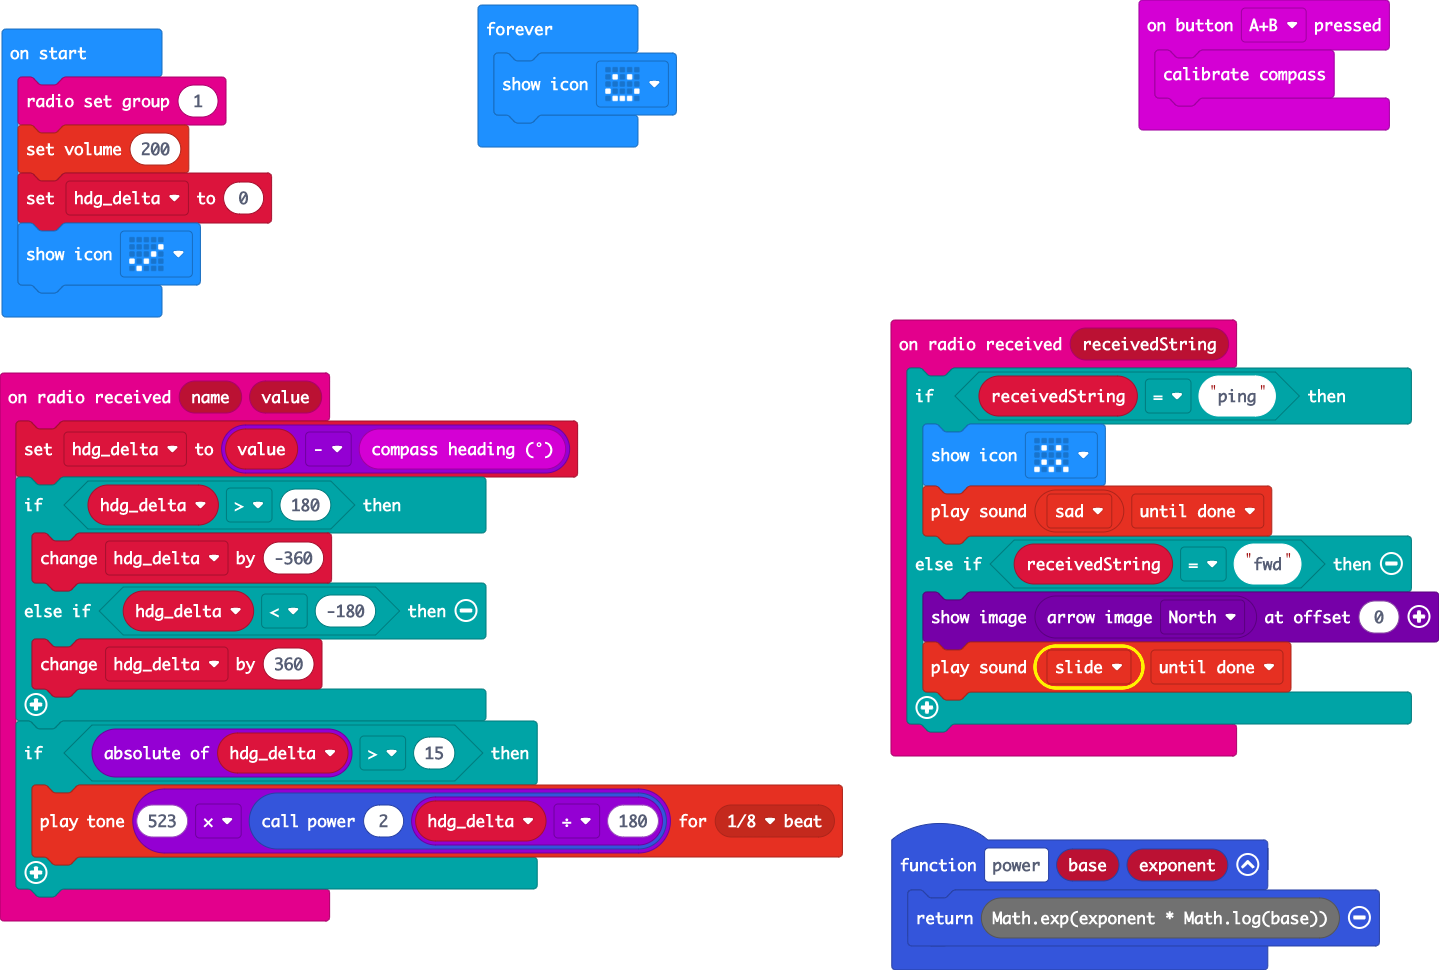 on start
radio set group 1
set volume 200
set hdg_delta to 0
show icon
forever
show icon
on button A+B pressed
calibrate compass
on radio received name value
set hdg_delta to value - compass heading (°)
if hdg_delta > 180 then
change hdg_delta by -360
else if hdg_delta < -180 then
change hdg_delta by 360
if absolute of hdg_delta > 15 then
play tone 523 × call power 2 hdg_delta ÷ 180 for 1/8 beat
on radio received receivedString
if receivedString = "ping" then
show icon
play sound sad until done
else if receivedString = "fwd" then
show image arrow image North at offset 0
play sound slide until done
function power base exponent
return Math.exp(exponent * Math.log(base))